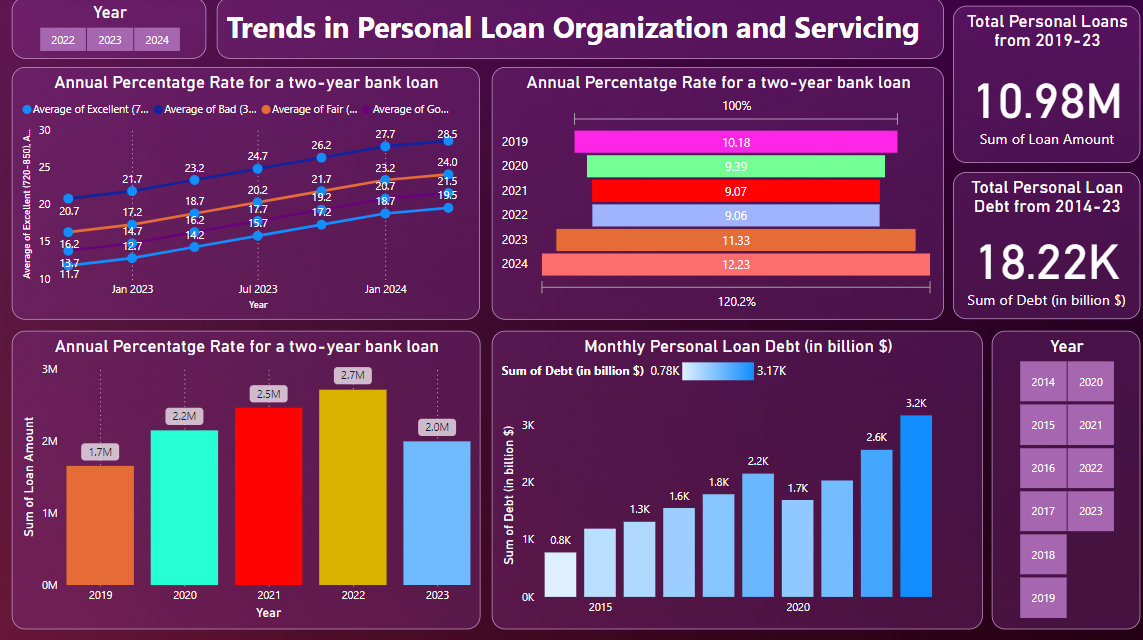 Year
2022 2023 2024
Trends in Personal Loan Organization and Servicing
Total Personal Loans
from 2019-23
10.98M
Sum of Loan Amount
Total Personal Loan
Debt from 2014-23
18.22K
Sum of Debt (in billion $)
Annual Percentatge Rate for a two-year bank loan
Average of Excellent (7... Average of Bad (3... Average of Fair (... Average of Go...
Average of Excellent (720-850), A...
30
25
20
15
10
20.7 21.7 23.2 24.7 26.2 27.7 28.5
16.2 17.2 18.7 20.2 21.7 23.2 24.0
13.7 14.7 16.2 17.7 19.2 20.7 21.5
11.7 12.7 14.2 15.7 17.2 18.7 19.5
Jan 2023 Jul 2023 Jan 2024
Year
Annual Percentatge Rate for a two-year bank loan
100%
2019 10.18
2020 9.39
2021 9.07
2022 9.06
2023 11.33
2024 12.23
120.2%
Annual Percentatge Rate for a two-year bank loan
Sum of Loan Amount
3M
2M
1M
0M
1.7M 2.2M 2.5M 2.7M 2.0M
2019 2020 2021 2022 2023
Year
Monthly Personal Loan Debt (in billion $)
Sum of Debt (in billion $) 0.78K 3.17K
Sum of Debt (in billion $)
3K
2K
1K
0K
0.8K 1.3K 1.6K 1.8K 2.2K 1.7K 2.6K 3.2K
2015 2020
Year
2014 2020
2015 2021
2016 2022
2017 2023
2018
2019